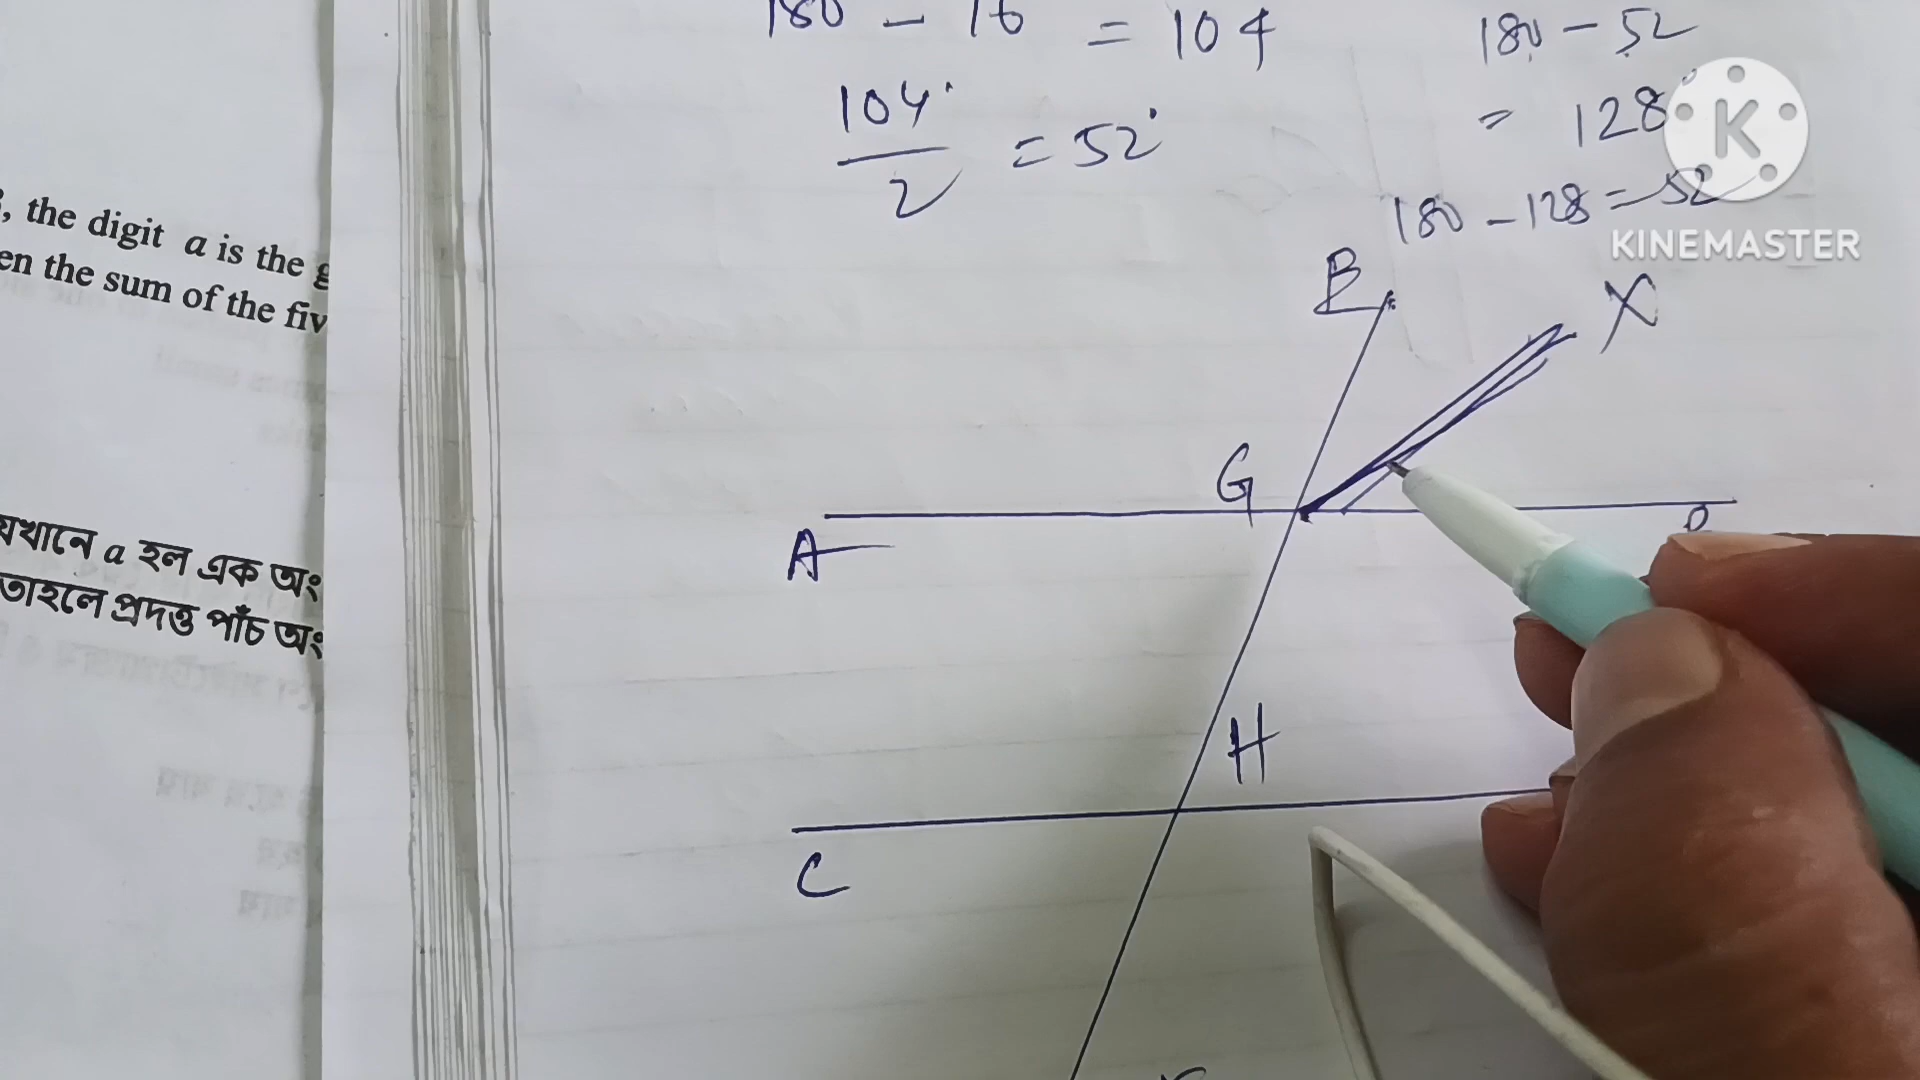 180 - 76 = 104
104°
2
= 52°
180 - 52
= 128°
180 - 128 = 52
KINEMASTER
, the digit a is the g
en the sum of the fiv
যেখানে a হল এক অং
তাহলে প্রদত্ত পাঁচ অং
X
G
A
H
C